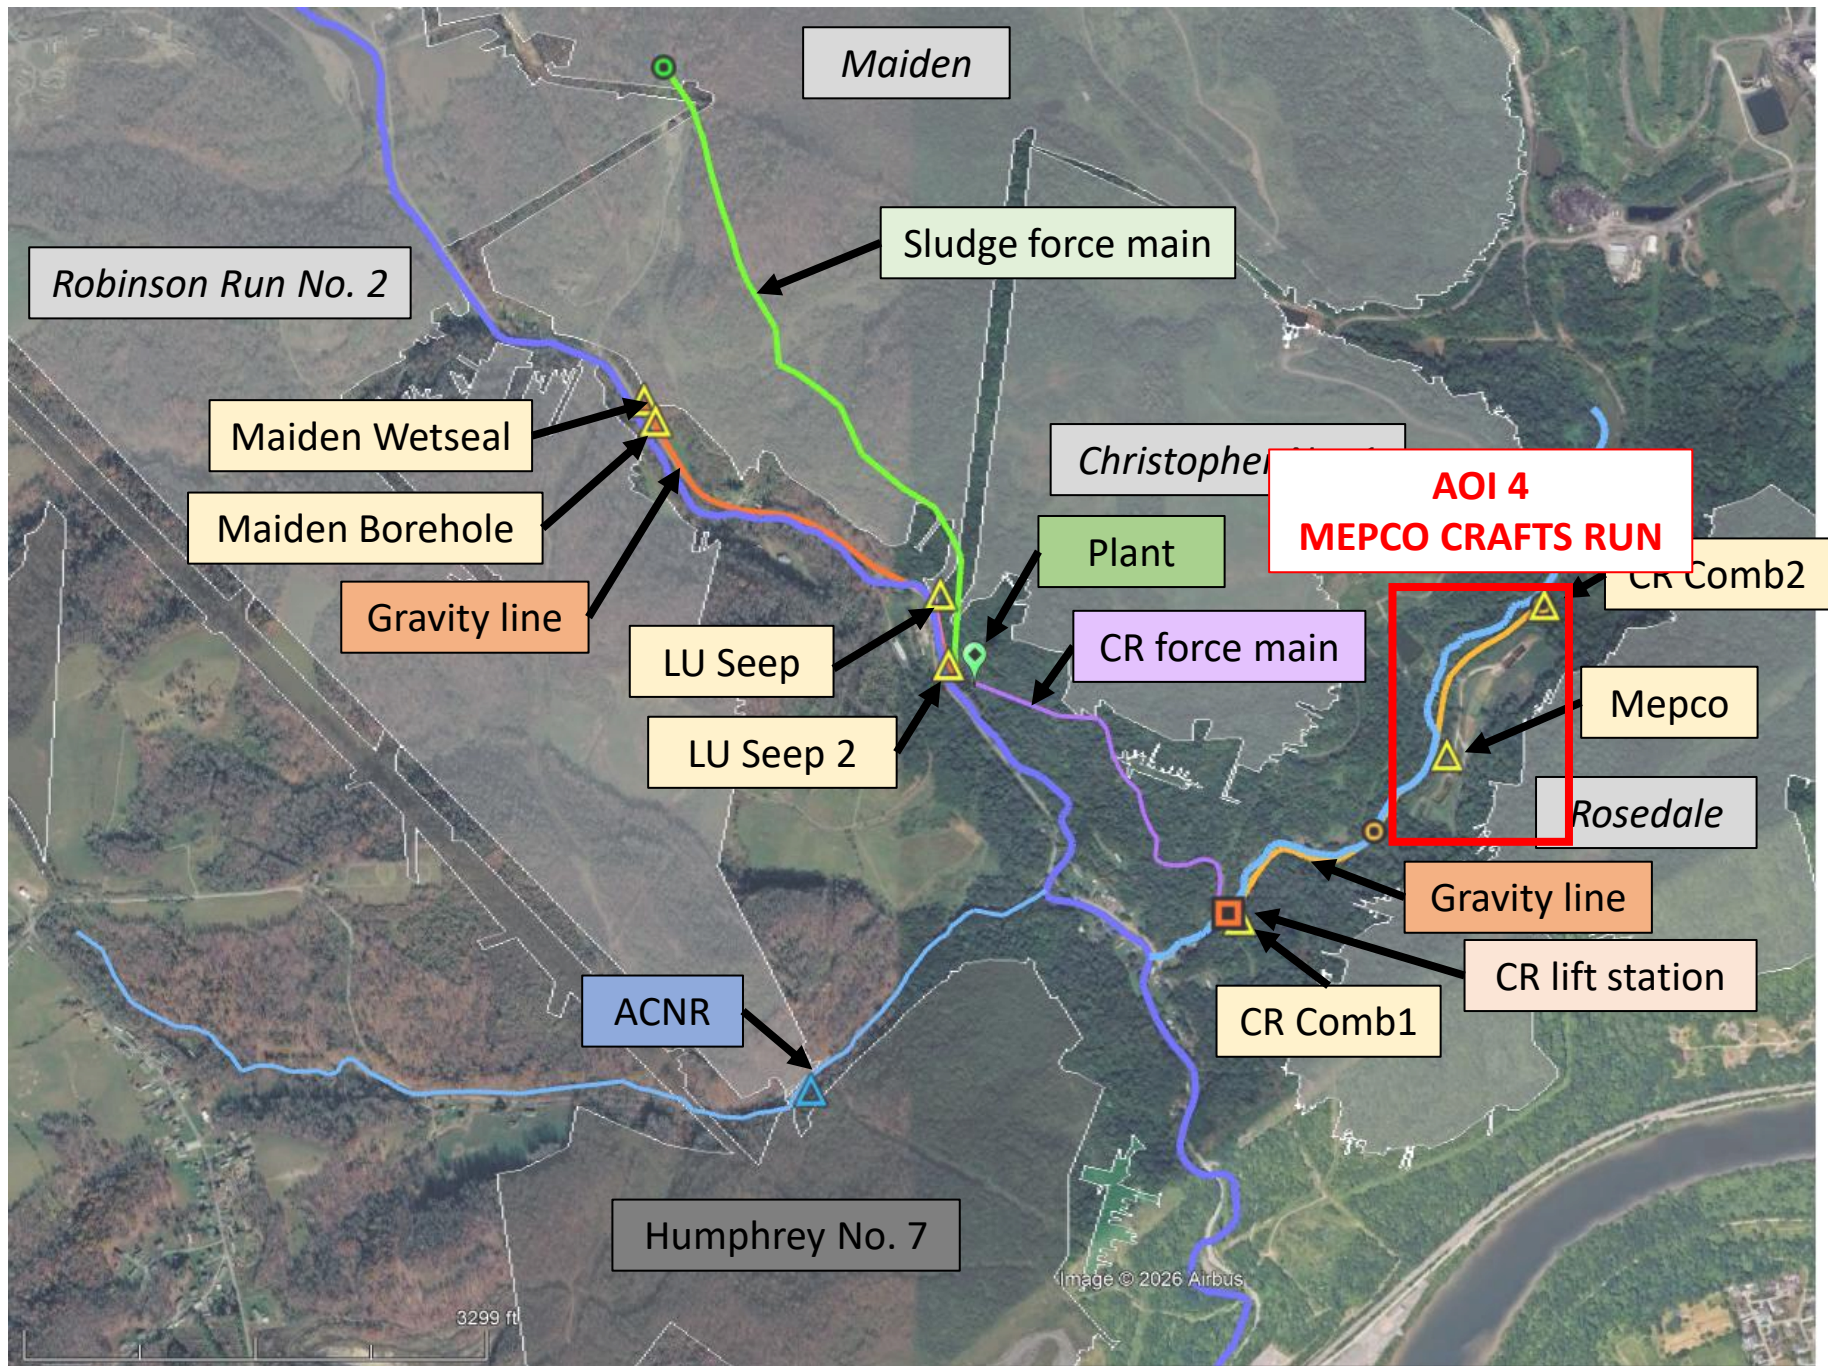 Maiden
Sludge force main
Robinson Run No. 2
Maiden Wetseal
Christopher
AOI 4
MEPCO CRAFTS RUN
Maiden Borehole
Plant
CR Comb2
Gravity line
LU Seep
CR force main
Mepco
LU Seep 2
Rosedale
Gravity line
CR lift station
ACNR
CR Comb1
Humphrey No. 7
Image © 2026 Airbus
3299 ft